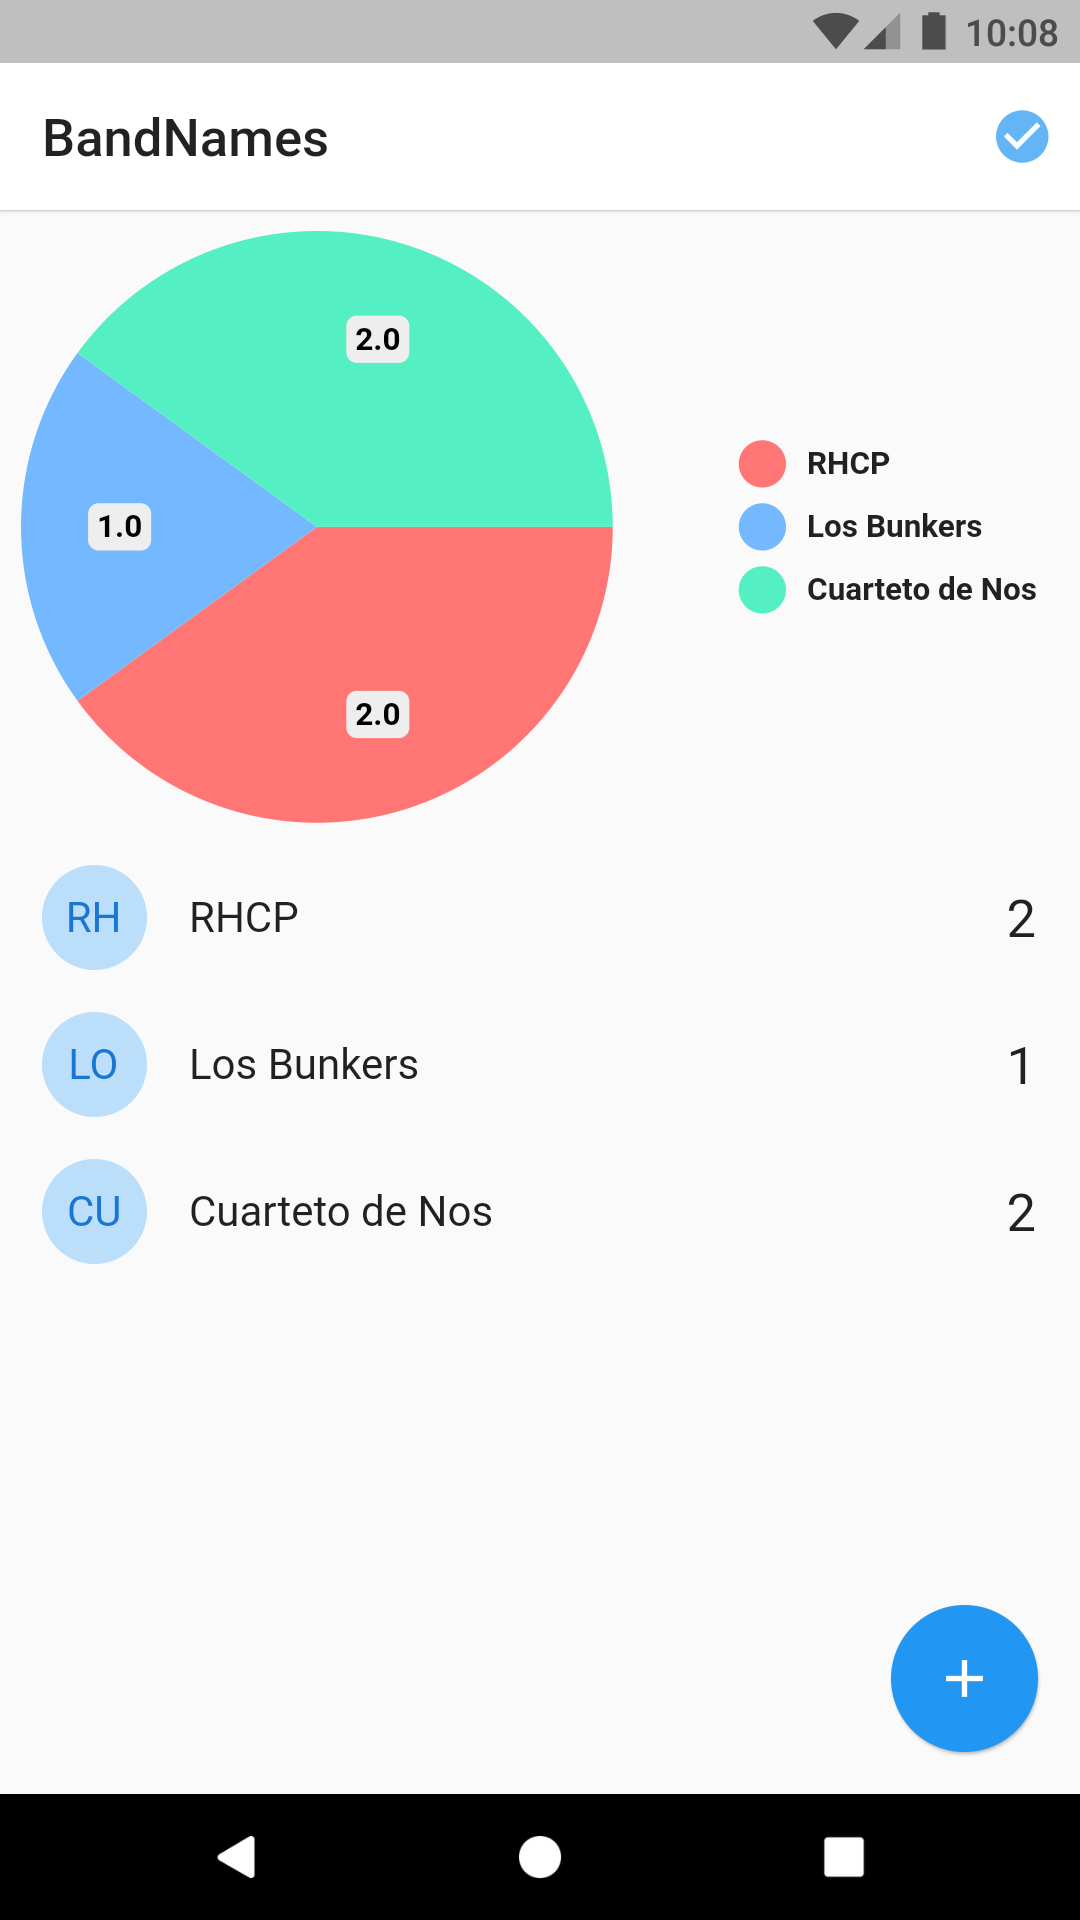 10:08
BandNames
2.0
1.0
2.0
RHCP
Los Bunkers
Cuarteto de Nos
RH RHCP 2
LO Los Bunkers 1
CU Cuarteto de Nos 2